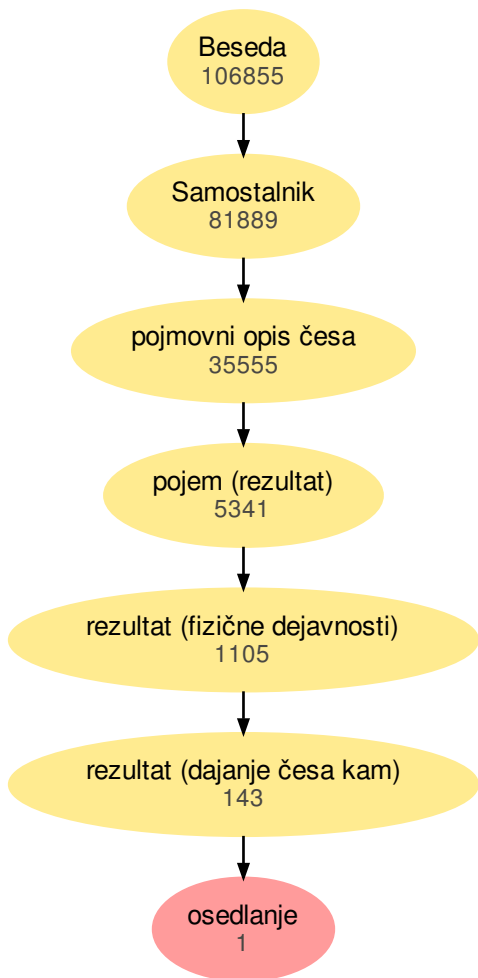 Beseda
106855
Samostalnik
81889
pojmovni opis česa
35555
pojem (rezultat)
5341
rezultat (fizične dejavnosti)
1105
rezultat (dajanje česa kam)
143
osedlanje
1